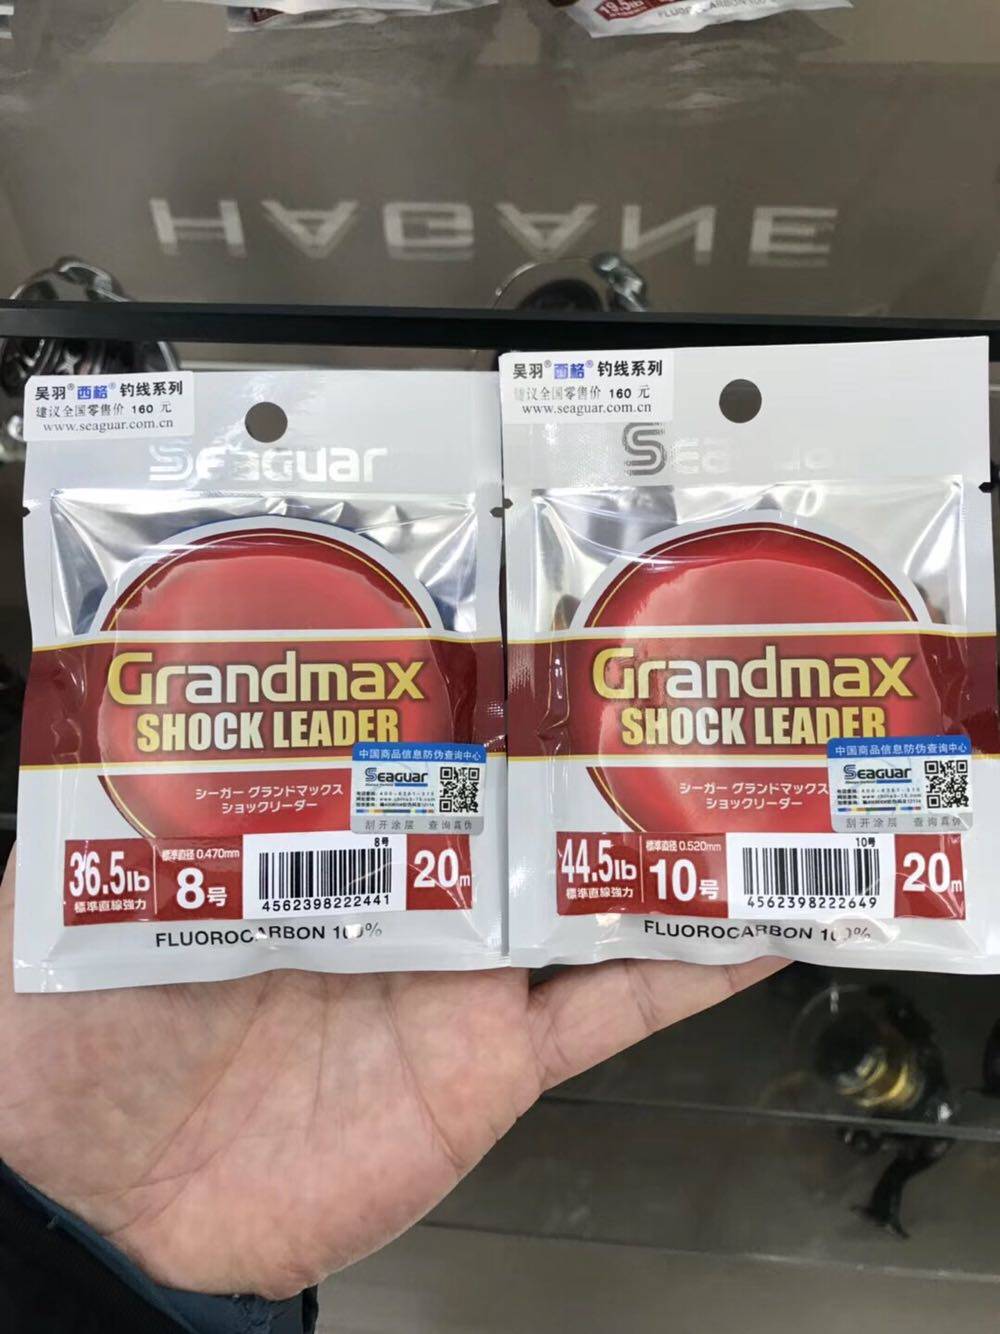 19.5lb
FLUOROCARBON 100%
HAGANE
吴羽®西格®钓线系列
建议全国零售价 160 元
www.seaguar.com.cn
Seaguar
Grandmax
SHOCK LEADER
シーガー グランドマックス
ショックリーダー
中国商品信息防伪查询中心
Seaguar
刮开涂层 查询真伪
36.5lb
標準直線強力
標準直径 0.470mm
8号
8号
4562398222441
20m
FLUOROCARBON 100%
吴羽®西格®钓线系列
建议全国零售价 160 元
www.seaguar.com.cn
Seaguar
Grandmax
SHOCK LEADER
シーガー グランドマックス
ショックリーダー
中国商品信息防伪查询中心
Seaguar
刮开涂层 查询真伪
44.5lb
標準直線強力
標準直径 0.520mm
10号
10号
4562398222649
20m
FLUOROCARBON 100%